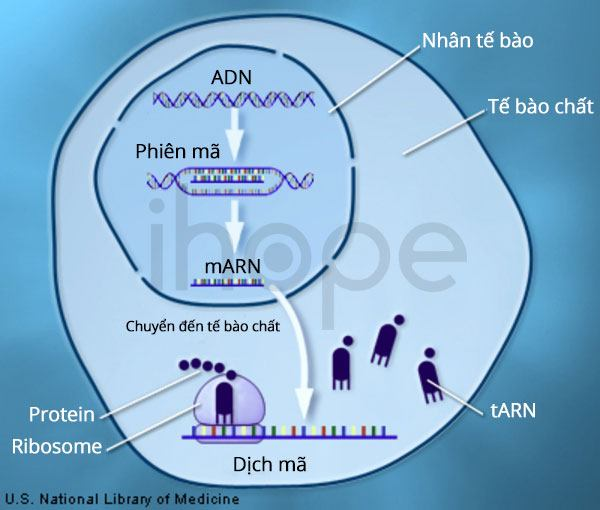 Nhân tế bào
ADN
Tế bào chất
Phiên mã
ihope
mARN
Chuyển đến tế bào chất
Protein
tARN
Ribosome
Dịch mã
U.S. National Library of Medicine